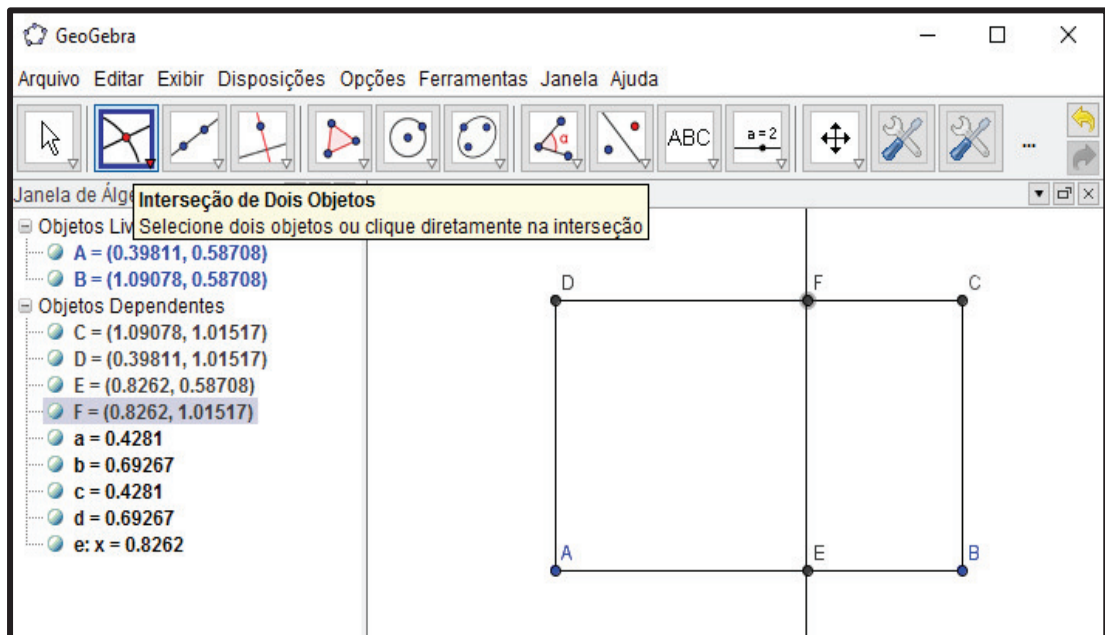 GeoGebra
Arquivo Editar Exibir Disposições Opções Ferramentas Janela Ajuda
α ABC a = 2 ...
Janela de Álge
Interseção de Dois Objetos
Selecione dois objetos ou clique diretamente na interseção
Objetos Liv
A = (0.39811, 0.58708)
B = (1.09078, 0.58708)
Objetos Dependentes
C = (1.09078, 1.01517)
D = (0.39811, 1.01517)
E = (0.8262, 0.58708)
F = (0.8262, 1.01517)
a = 0.4281
b = 0.69267
c = 0.4281
d = 0.69267
e: x = 0.8262
D F C
A E B